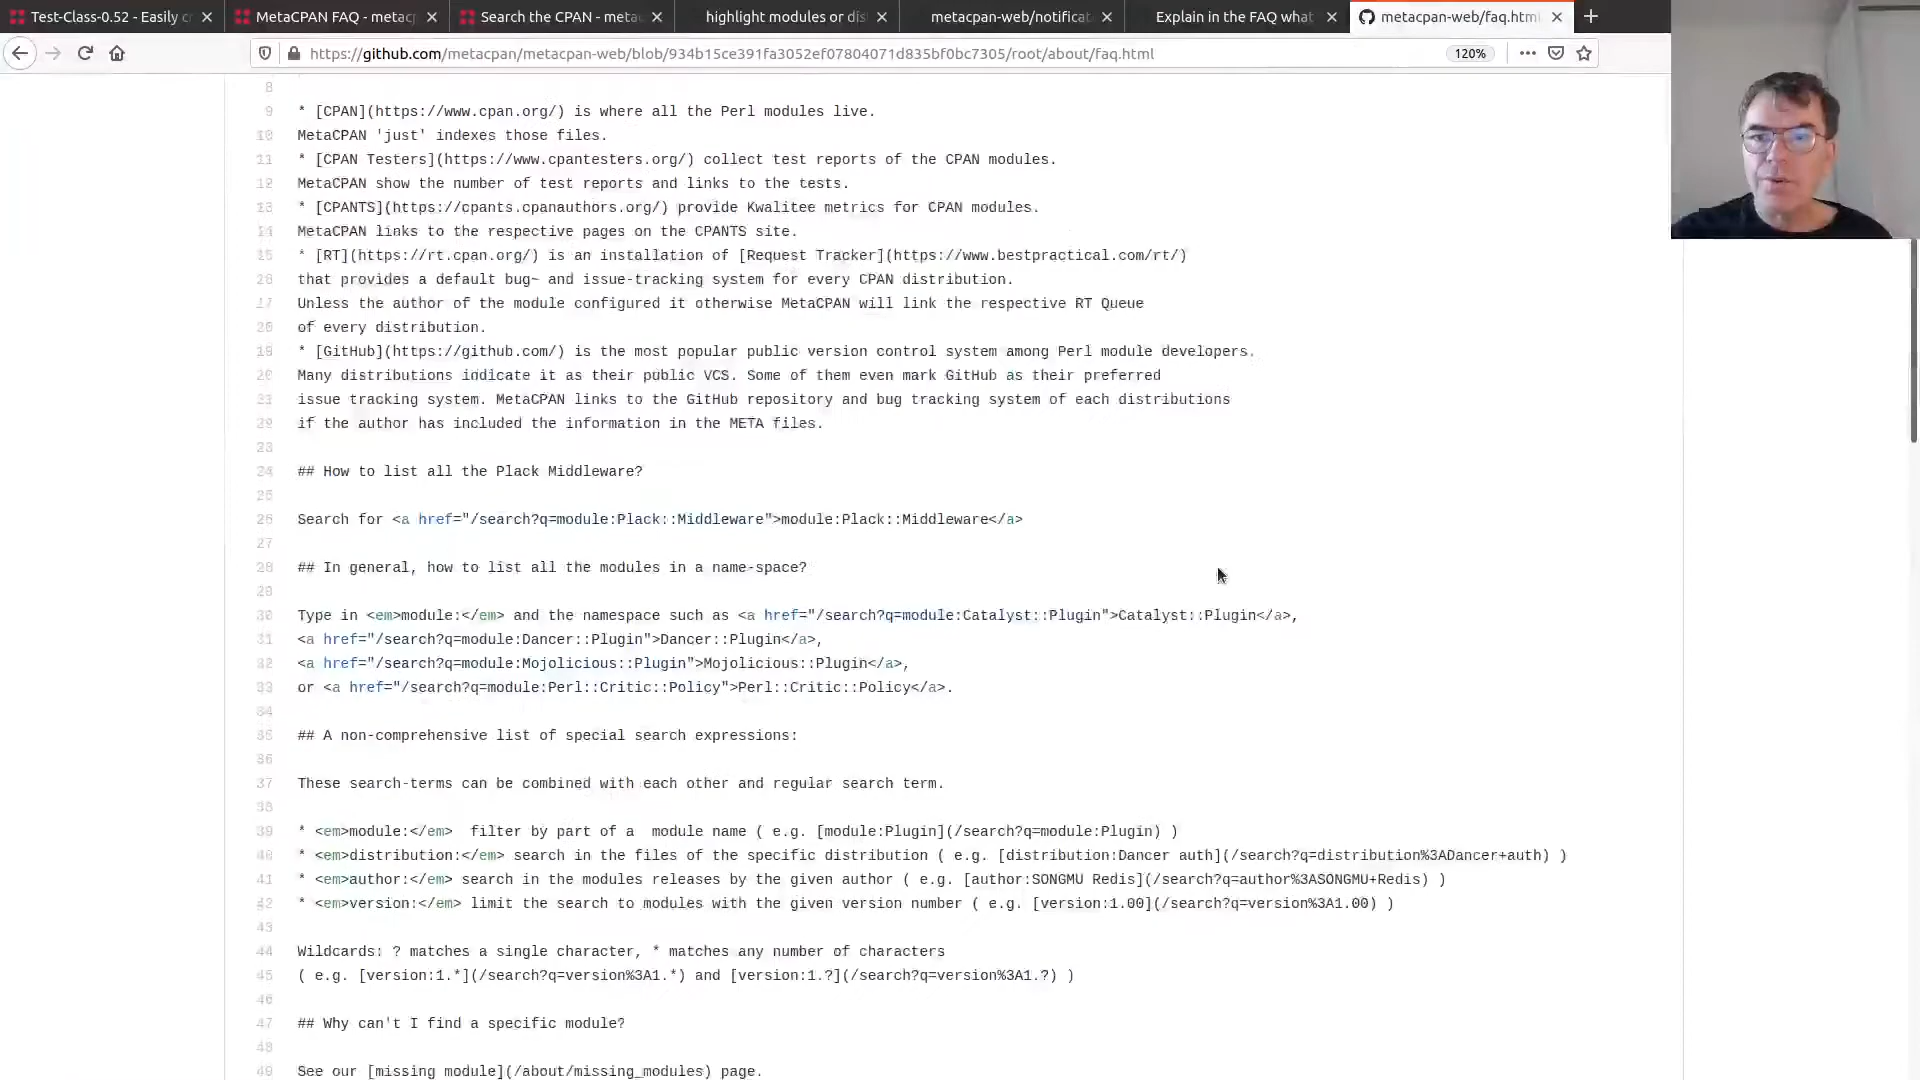 Test-Class-0.52 - Easily cr
MetaCPAN FAQ - metacp
Search the CPAN - meta
highlight modules or dis
metacpan-web/notificat
Explain in the FAQ what
metacpan-web/faq.html
https://github.com/metacpan/metacpan-web/blob/934b15ce391fa3052ef07804071d835bf0bc7305/root/about/faq.html
120%
8
9 * [CPAN](https://www.cpan.org/) is where all the Perl modules live.
10 MetaCPAN 'just' indexes those files.
11 * [CPAN Testers](https://www.cpantesters.org/) collect test reports of the CPAN modules.
12 MetaCPAN show the number of test reports and links to the tests.
13 * [CPANTS](https://cpants.cpanauthors.org/) provide Kwalitee metrics for CPAN modules.
14 MetaCPAN links to the respective pages on the CPANTS site.
15 * [RT](https://rt.cpan.org/) is an installation of [Request Tracker](https://www.bestpractical.com/rt/)
that provides a default bug- and issue-tracking system for every CPAN distribution.
17 Unless the author of the module configured it otherwise MetaCPAN will link the respective RT Queue
of every distribution.
19 * [GitHub](https://github.com/) is the most popular public version control system among Perl module developers.
Many distributions indicate it as their public VCS. Some of them even mark GitHub as their preferred
issue tracking system. MetaCPAN links to the GitHub repository and bug tracking system of each distributions
if the author has included the information in the META files.
23
24 ## How to list all the Plack Middleware?
25
Search for <a href="/search?q=module:Plack::Middleware">module:Plack::Middleware</a>
27
28 ## In general, how to list all the modules in a name-space?
29
30 Type in <em>module:</em> and the namespace such as <a href="/search?q=module:Catalyst::Plugin">Catalyst::Plugin</a>,
31 <a href="/search?q=module:Dancer::Plugin">Dancer::Plugin</a>,
32 <a href="/search?q=module:Mojolicious::Plugin">Mojolicious::Plugin</a>,
33 or <a href="/search?q=module:Perl::Critic::Policy">Perl::Critic::Policy</a>.
34
35 ## A non-comprehensive list of special search expressions:
36
37 These search-terms can be combined with each other and regular search term.
38
39 * <em>module:</em>  filter by part of a  module name ( e.g. [module:Plugin](/search?q=module:Plugin) )
40 * <em>distribution:</em> search in the files of the specific distribution ( e.g. [distribution:Dancer auth](/search?q=distribution%3ADancer+auth) )
41 * <em>author:</em> search in the modules releases by the given author ( e.g. [author:SONGMU Redis](/search?q=author%3ASONGMU+Redis) )
42 * <em>version:</em> limit the search to modules with the given version number ( e.g. [version:1.00](/search?q=version%3A1.00) )
43
44 Wildcards: ? matches a single character, * matches any number of characters
45 ( e.g. [version:1.*](/search?q=version%3A1.*) and [version:1.?](/search?q=version%3A1.?) )
46
47 ## Why can't I find a specific module?
48
49 See our [missing module](/about/missing_modules) page.